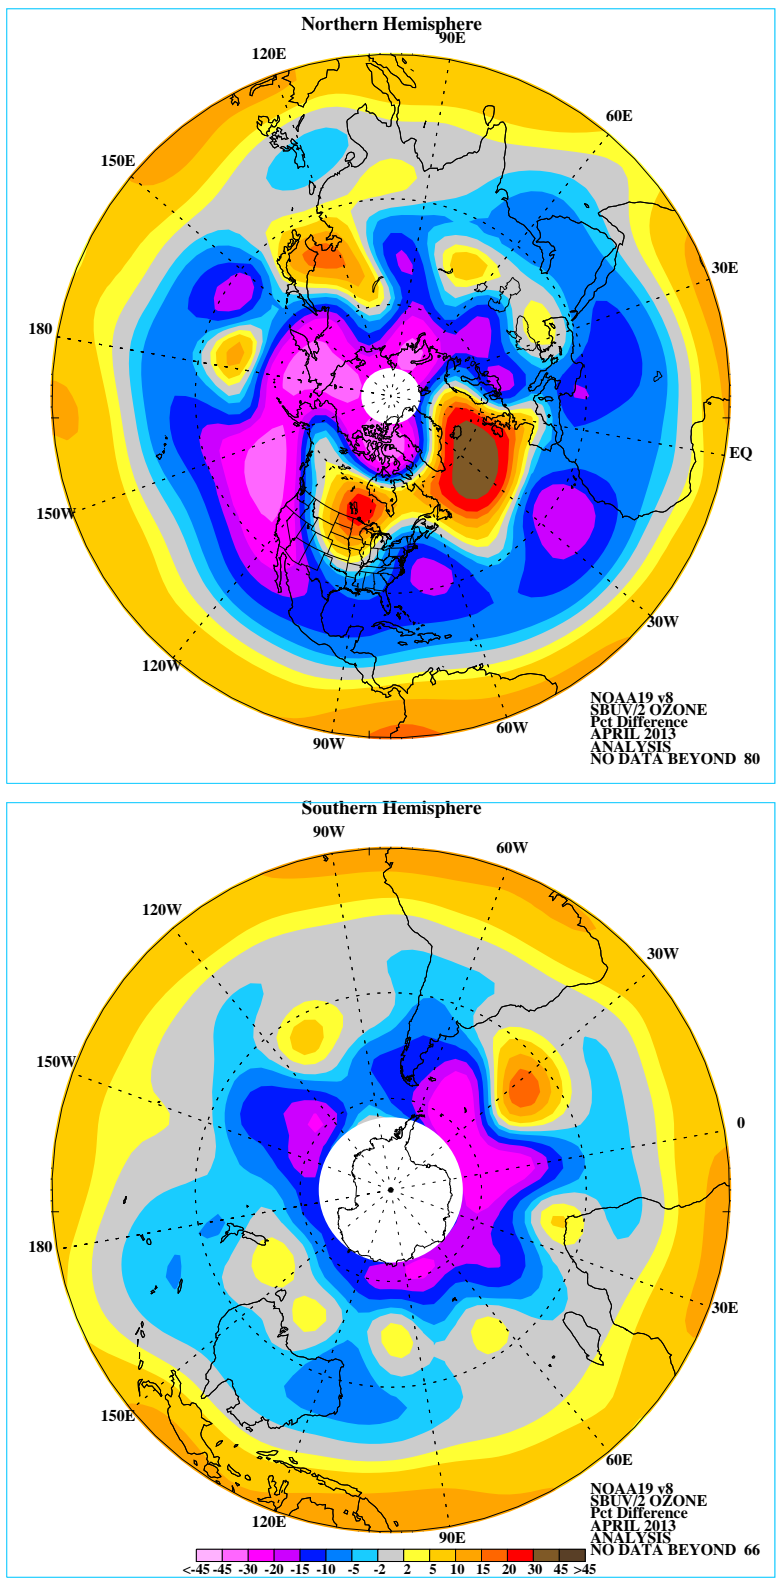 Northern Hemisphere
90E
120E
60E
150E
30E
180
EQ
150W
30W
120W
60W
90W
NOAA19 v8
SBUV/2 OZONE
Pct Difference
APRIL 2013
ANALYSIS
NO DATA BEYOND 80
Southern Hemisphere
90W
60W
120W
30W
150W
0
180
30E
150E
60E
120E
90E
NOAA19 v8
SBUV/2 OZONE
Pct Difference
APRIL 2013
ANALYSIS
NO DATA BEYOND 66
<-45 -45 -30 -20 -15 -10 -5 -2 2 5 10 15 20 30 45 >45